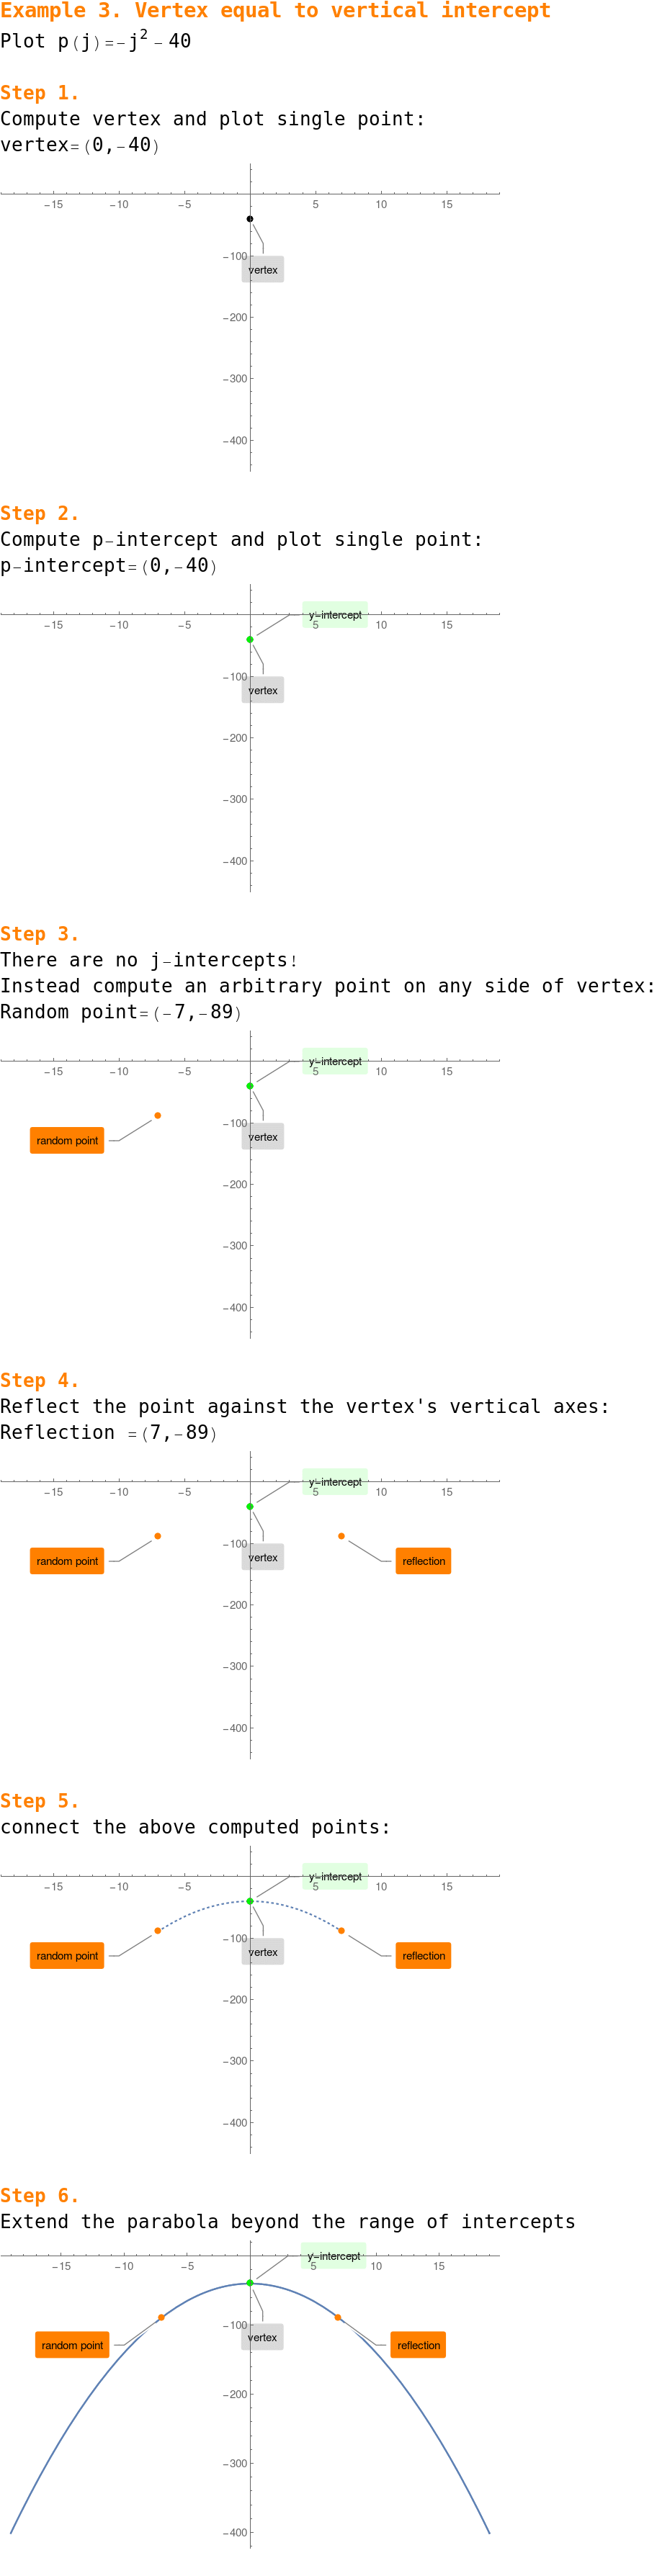 Example 3. Vertex equal to vertical intercept
Plot p(j)=-j² - 40
Step 1.
Compute vertex and plot single point:
vertex=(0,-40)
-15 -10 -5 5 10 15
-100
vertex
-200
-300
-400
Step 2.
Compute p-intercept and plot single point:
p-intercept=(0,-40)
y-intercept
-15 -10 -5 5 10 15
-100
vertex
-200
-300
-400
Step 3.
There are no j-intercepts!
Instead compute an arbitrary point on any side of vertex:
Random point=(-7,-89)
y-intercept
-15 -10 -5 5 10 15
-100
random point vertex
-200
-300
-400
Step 4.
Reflect the point against the vertex's vertical axes:
Reflection =(7,-89)
y-intercept
-15 -10 -5 5 10 15
-100
random point vertex reflection
-200
-300
-400
Step 5.
connect the above computed points:
y-intercept
-15 -10 -5 5 10 15
-100
random point vertex reflection
-200
-300
-400
Step 6.
Extend the parabola beyond the range of intercepts
y-intercept
-15 -10 -5 5 10 15
-100
random point vertex reflection
-200
-300
-400